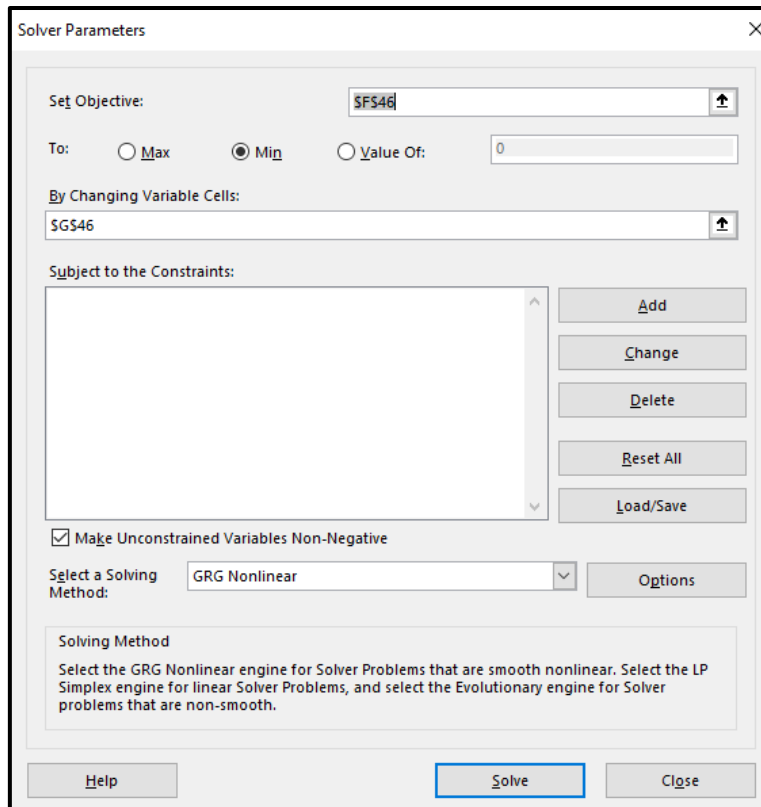 Solver Parameters
Set Objective: $F$46
To: Max Min Value Of: 0
By Changing Variable Cells:
$G$46
Subject to the Constraints:
Add
Change
Delete
Reset All
Load/Save
Make Unconstrained Variables Non-Negative
Select a Solving Method: GRG Nonlinear Options
Solving Method
Select the GRG Nonlinear engine for Solver Problems that are smooth nonlinear. Select the LP
Simplex engine for linear Solver Problems, and select the Evolutionary engine for Solver
problems that are non-smooth.
Help Solve Close